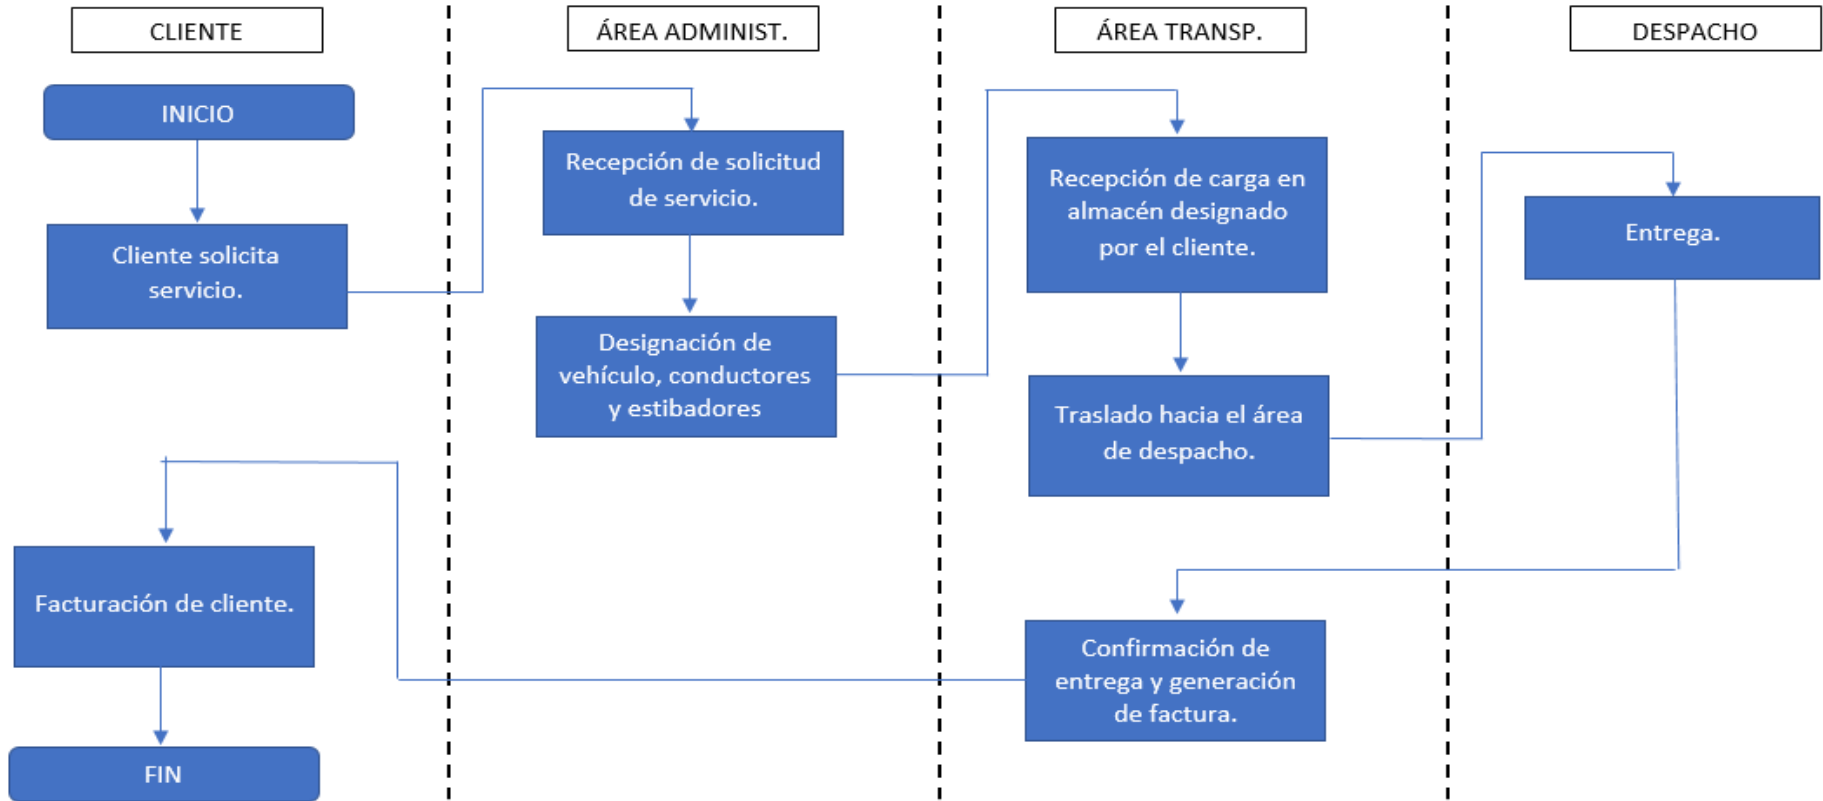 CLIENTE
ÁREA ADMINIST.
ÁREA TRANSP.
DESPACHO
INICIO
Cliente solicita
servicio.
Recepción de solicitud
de servicio.
Designación de
vehículo, conductores
y estibadores
Recepción de carga en
almacén designado
por el cliente.
Traslado hacia el área
de despacho.
Entrega.
Confirmación de
entrega y generación
de factura.
Facturación de cliente.
FIN